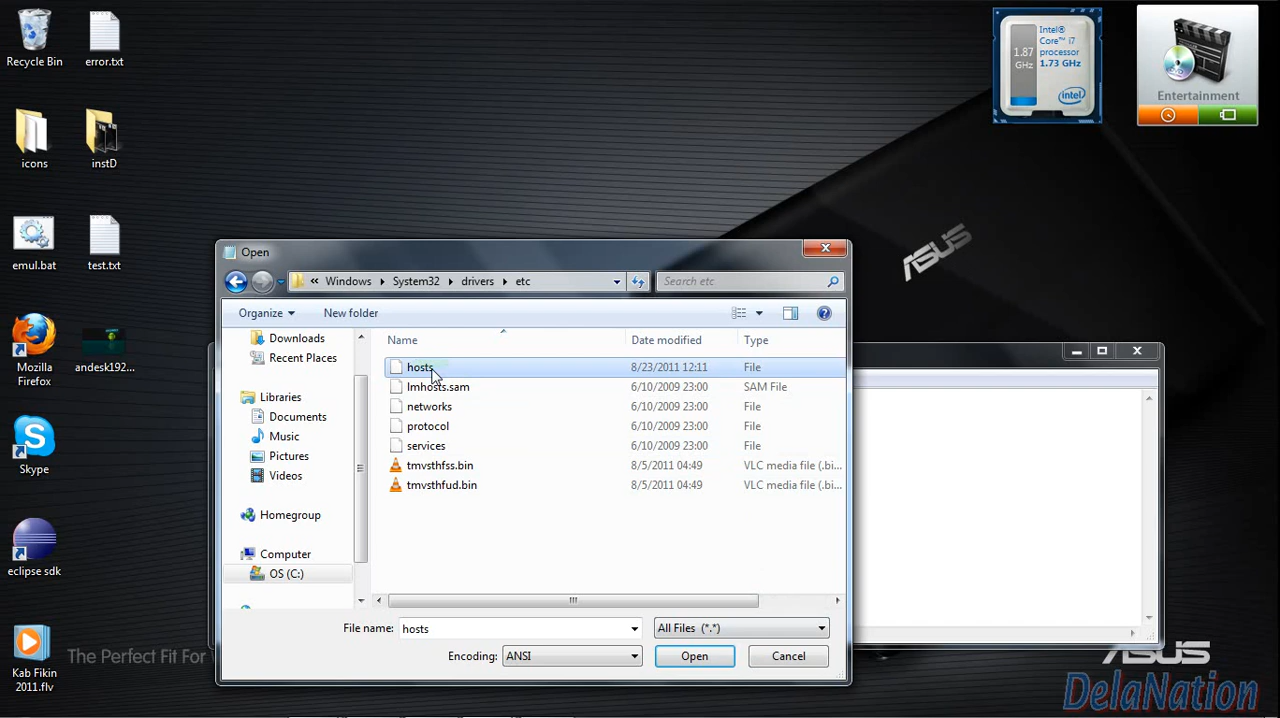 Recycle Bin
error.txt
icons
instD
emul.bat
test.txt
Mozilla
Firefox
andesk192...
Skype
eclipse sdk
Kab Fikin
2011.flv
The Perfect Fit For
Intel®
Core™ i7
processor
1.73 GHz
1.87
GHz
intel
Entertainment
ASUS
Open
« Windows System32 drivers etc
Search etc
Organize
New folder
Downloads
Recent Places
Libraries
Documents
Music
Pictures
Videos
Homegroup
Computer
OS (C:)
Name Date modified Type
hosts 8/23/2011 12:11 File
lmhosts.sam 6/10/2009 23:00 SAM File
networks 6/10/2009 23:00 File
protocol 6/10/2009 23:00 File
services 6/10/2009 23:00 File
tmvsthfss.bin 8/5/2011 04:49 VLC media file (.bi...
tmvsthfud.bin 8/5/2011 04:49 VLC media file (.bi...
File name: hosts All Files (*.*)
Encoding: ANSI Open Cancel
ASUS
DelaNation